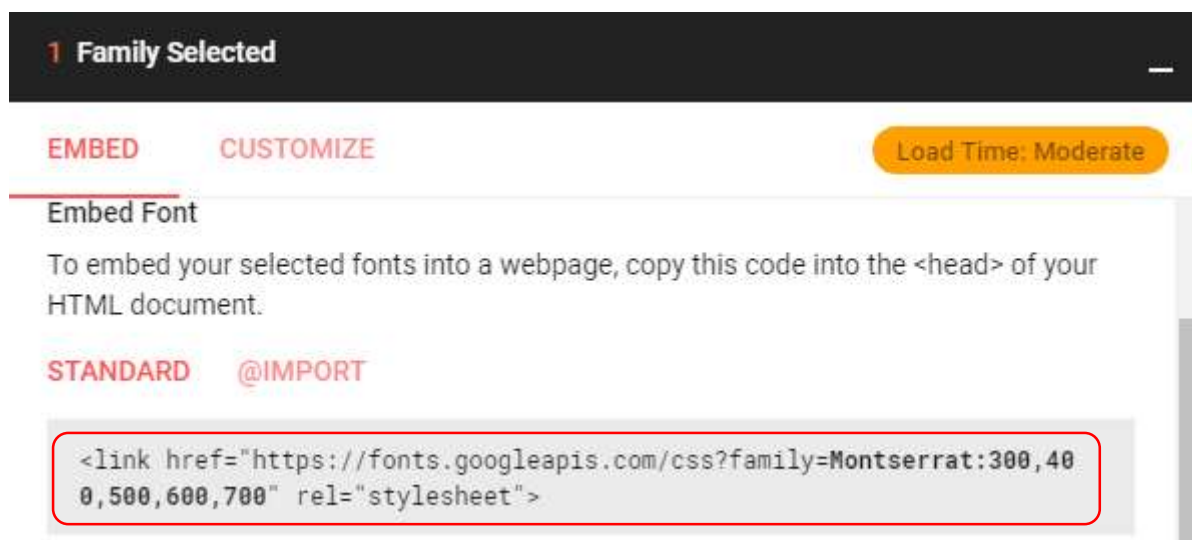 1 Family Selected
EMBED CUSTOMIZE Load Time: Moderate
Embed Font
To embed your selected fonts into a webpage, copy this code into the <head> of your
HTML document.
STANDARD @IMPORT
<link href="https://fonts.googleapis.com/css?family=Montserrat:300,40
0,500,600,700" rel="stylesheet">